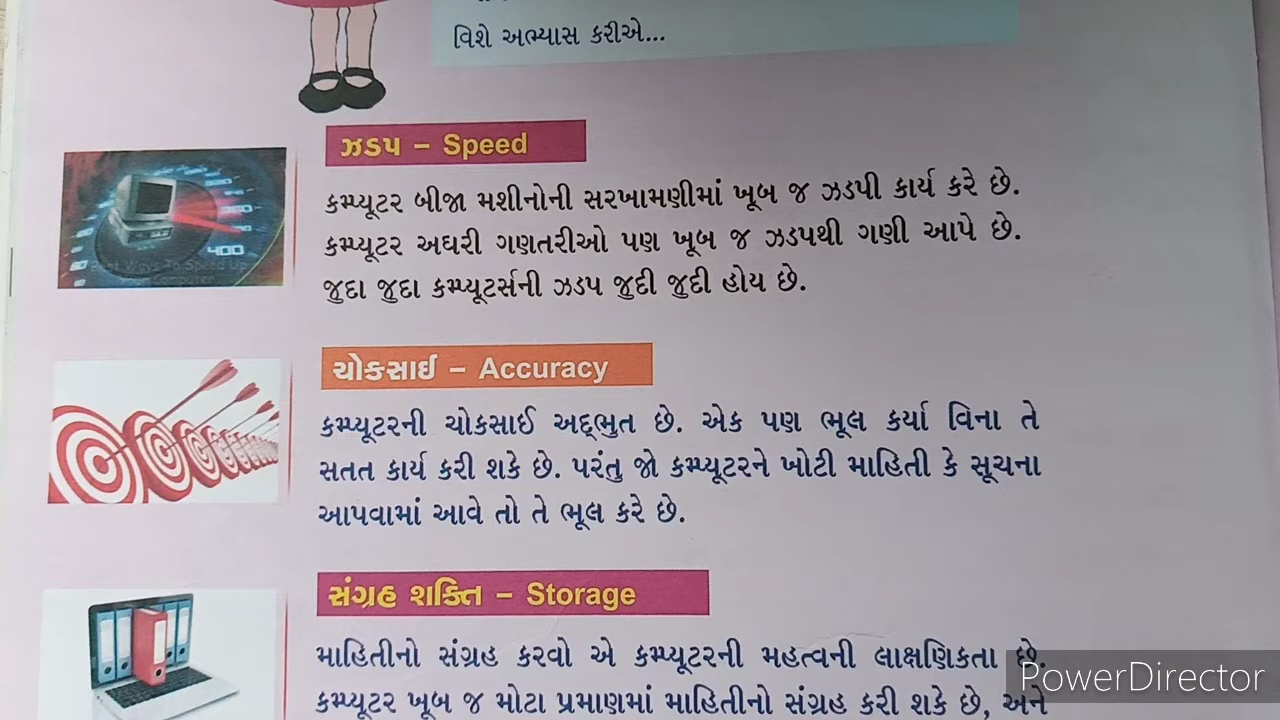 વિશે અભ્યાસ કરીએ...
ઝડપ – Speed
કમ્પ્યૂટર બીજા મશીનોની સરખામણીમાં ખૂબ જ ઝડપી કાર્ય કરે છે.
કમ્પ્યૂટર અઘરી ગણતરીઓ પણ ખૂબ જ ઝડપથી ગણી આપે છે.
જુદા જુદા કમ્પ્યૂટર્સની ઝડપ જુદી જુદી હોય છે.
400
ચોકસાઈ – Accuracy
કમ્પ્યૂટરની ચોકસાઈ અદ્ભુત છે. એક પણ ભૂલ કર્યા વિના તે
સતત કાર્ય કરી શકે છે. પરંતુ જો કમ્પ્યૂટરને ખોટી માહિતી કે સૂચના
આપવામાં આવે તો તે ભૂલ કરે છે.
સંગ્રહ શક્તિ – Storage
માહિતીનો સંગ્રહ કરવો એ કમ્પ્યૂટરની મહત્વની લાક્ષણિકતા છે.
કમ્પ્યૂટર ખૂબ જ મોટા પ્રમાણમાં માહિતીનો સંગ્રહ કરી શકે છે, અને
PowerDirector